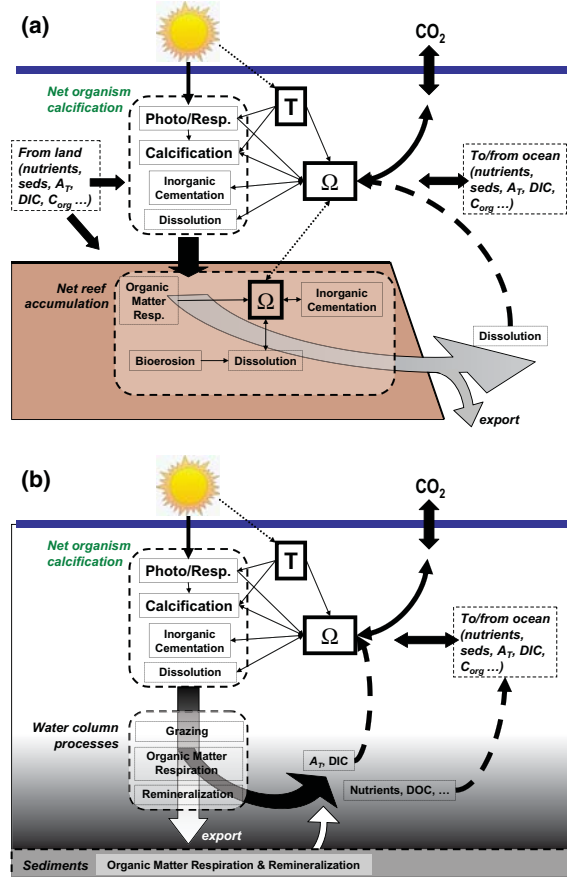 (a)
CO2
Net organism
calcification
T
Photo/Resp.
Calcification
Inorganic
Cementation
Dissolution
Ω
From land
(nutrients,
seds, AT,
DIC, Corg ...)
To/from ocean
(nutrients,
seds, AT, DIC,
Corg ...)
Net reef
accumulation
Organic
Matter
Resp.
Ω
Inorganic
Cementation
Bioerosion
Dissolution
Dissolution
export
(b)
CO2
Net organism
calcification
T
Photo/Resp.
Calcification
Inorganic
Cementation
Dissolution
Ω
To/from ocean
(nutrients,
seds, AT, DIC,
Corg ...)
Water column
processes
Grazing
Organic Matter
Respiration
Remineralization
AT, DIC
Nutrients, DOC, ...
export
Sediments
Organic Matter Respiration & Remineralization